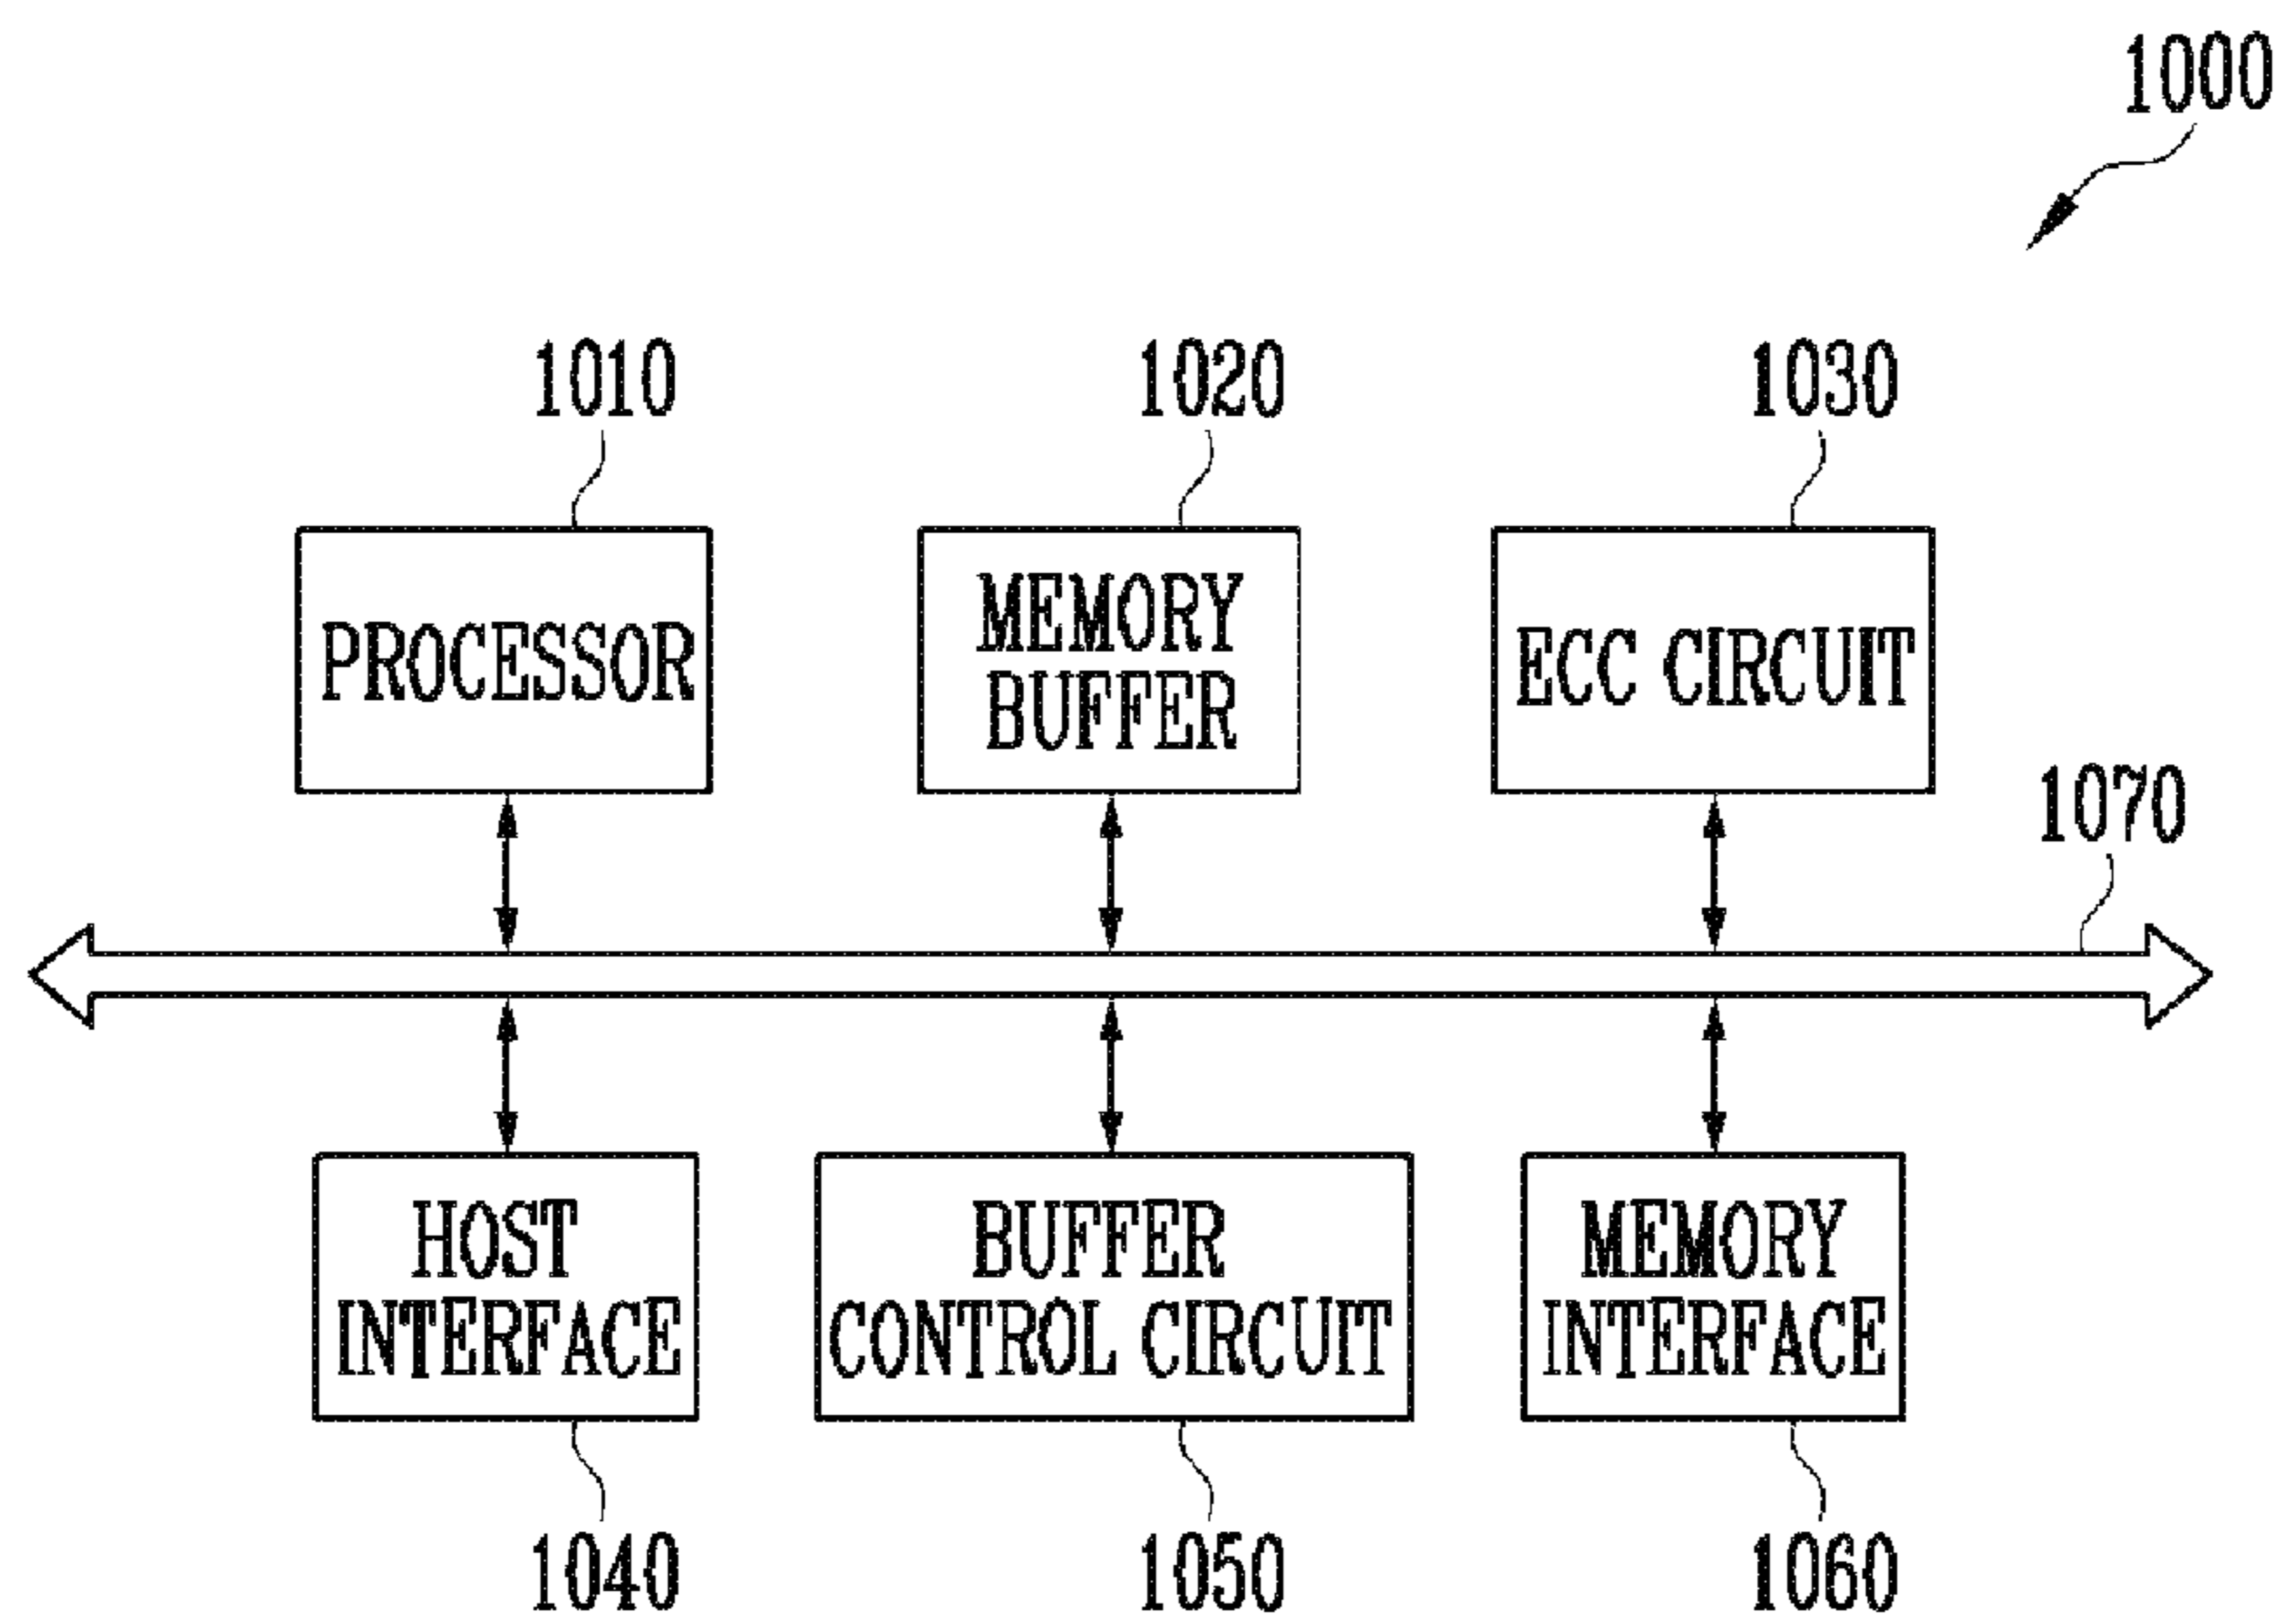 1000
1010
1020
1030
PROCESSOR
MEMORY
BUFFER
ECC CIRCUIT
1070
HOST
INTERFACE
BUFFER
CONTROL CIRCUIT
MEMORY
INTERFACE
1040
1050
1060